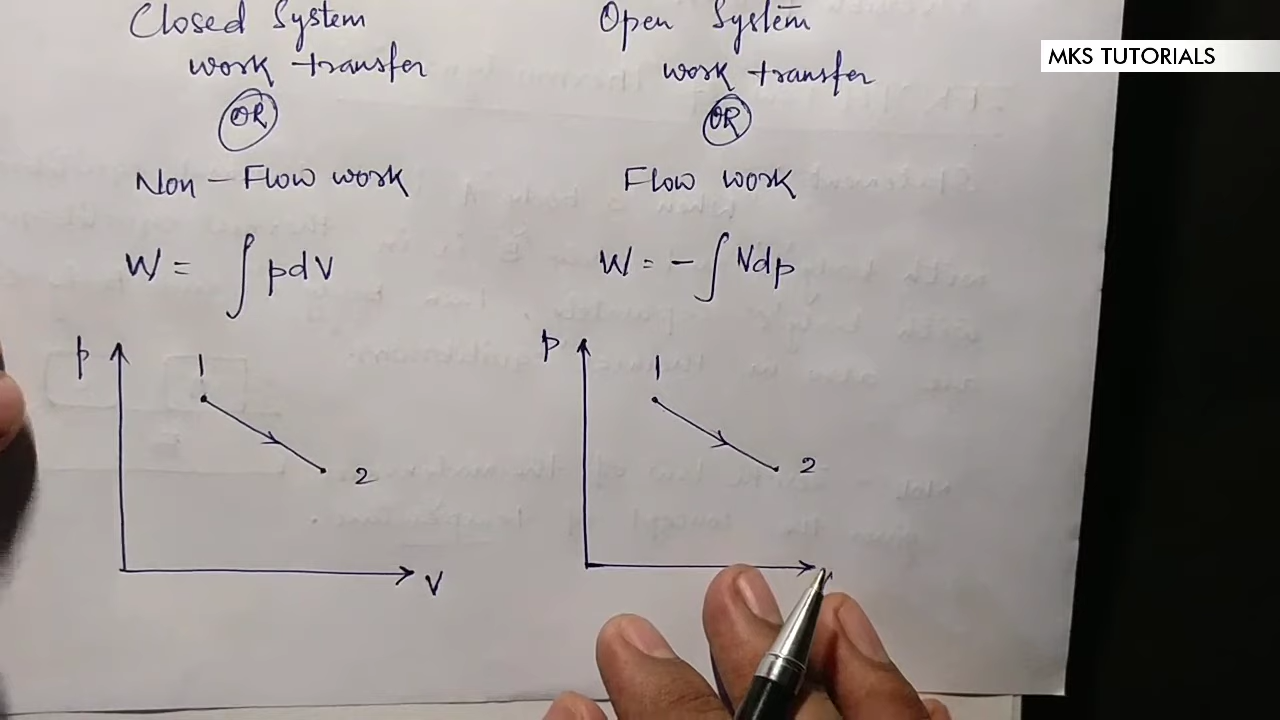 Closed System
work transfer
OR
Non-Flow work
W = ∫ pdV
p
1
2
V
Open System
work transfer
OR
Flow work
W = - ∫ Vdp
p
1
2
MKS TUTORIALS